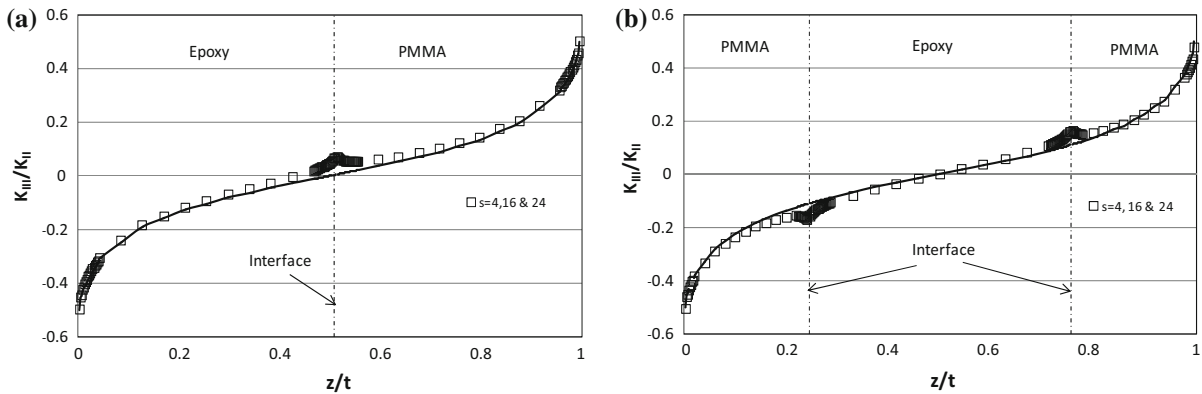 (a)
0.6
0.4
0.2
0
-0.2
-0.4
-0.6
K_III/K_II
Epoxy
PMMA
s=4, 16 & 24
Interface
0
0.2
0.4
0.6
0.8
1
z/t
(b)
0.6
0.4
0.2
0
-0.2
-0.4
-0.6
K_III/K_II
PMMA
Epoxy
PMMA
s=4, 16 & 24
Interface
0
0.2
0.4
0.6
0.8
1
z/t